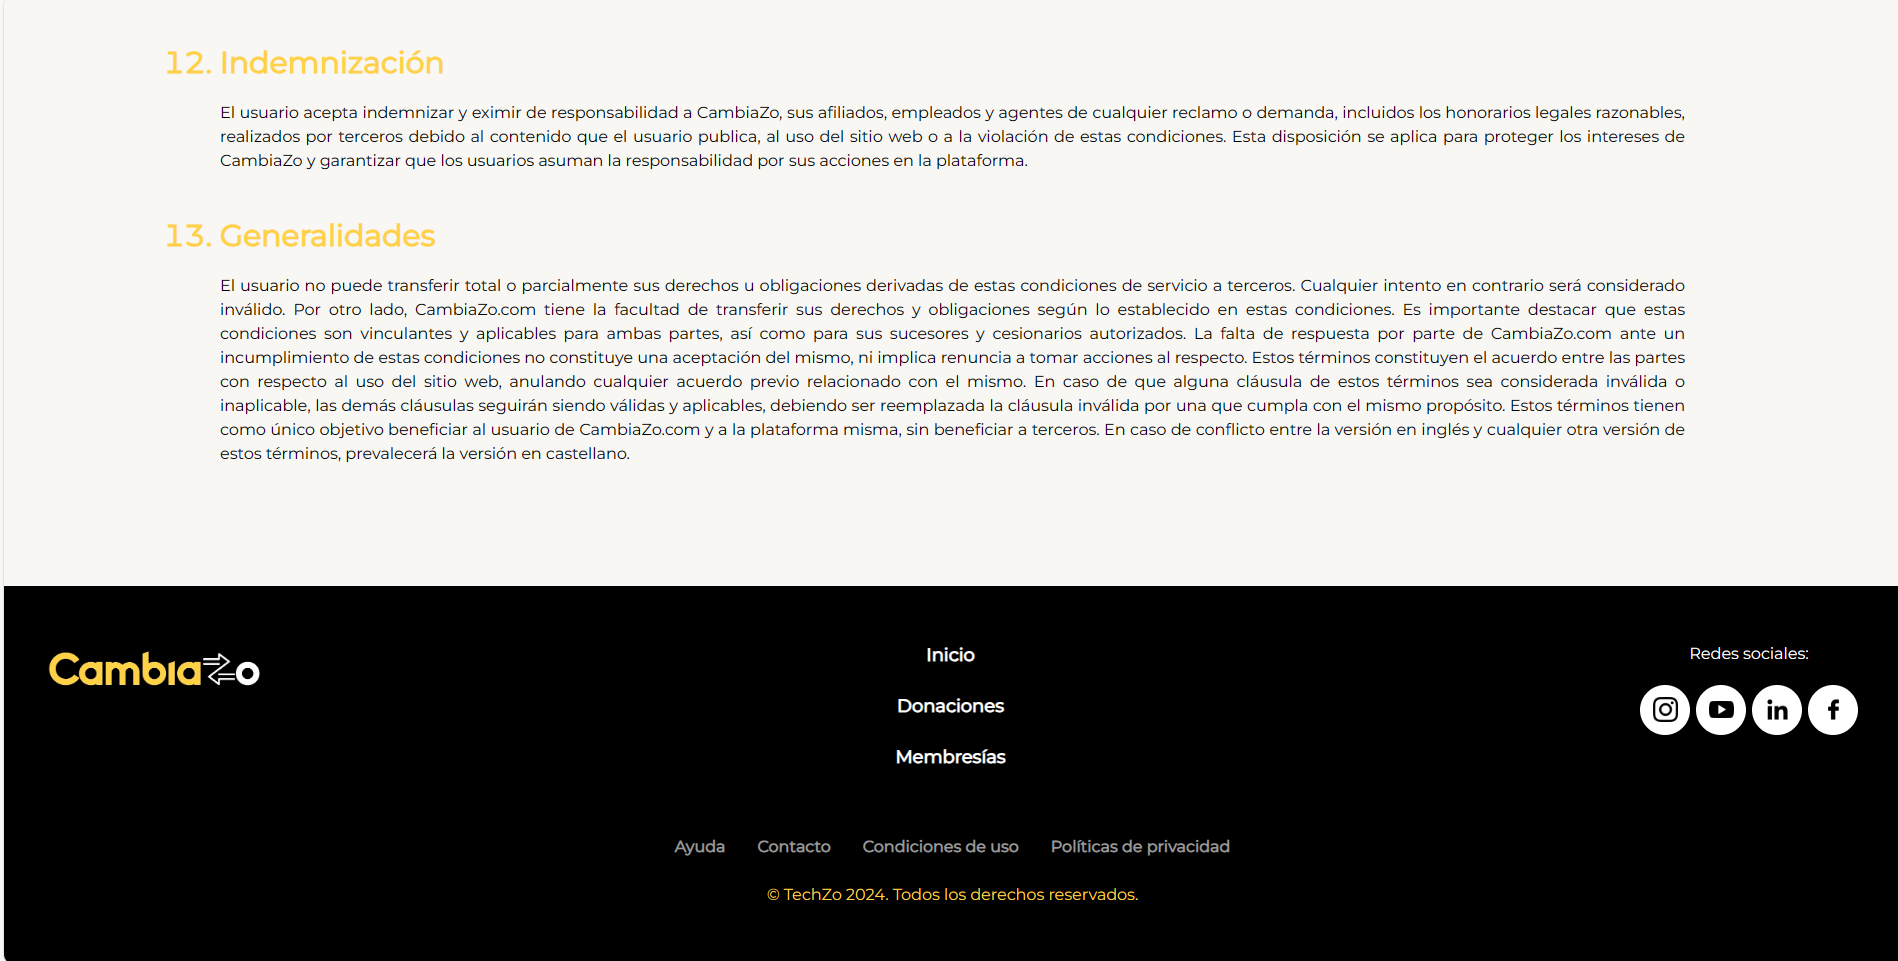 12. Indemnización
El usuario acepta indemnizar y eximir de responsabilidad a CambiaZo, sus afiliados, empleados y agentes de cualquier reclamo o demanda, incluidos los honorarios legales razonables,
realizados por terceros debido al contenido que el usuario publica, al uso del sitio web o a la violación de estas condiciones. Esta disposición se aplica para proteger los intereses de
CambiaZo y garantizar que los usuarios asuman la responsabilidad por sus acciones en la plataforma.
13. Generalidades
El usuario no puede transferir total o parcialmente sus derechos u obligaciones derivadas de estas condiciones de servicio a terceros. Cualquier intento en contrario será considerado
inválido. Por otro lado, CambiaZo.com tiene la facultad de transferir sus derechos y obligaciones según lo establecido en estas condiciones. Es importante destacar que estas
condiciones son vinculantes y aplicables para ambas partes, así como para sus sucesores y cesionarios autorizados. La falta de respuesta por parte de CambiaZo.com ante un
incumplimiento de estas condiciones no constituye una aceptación del mismo, ni implica renuncia a tomar acciones al respecto. Estos términos constituyen el acuerdo entre las partes
con respecto al uso del sitio web, anulando cualquier acuerdo previo relacionado con el mismo. En caso de que alguna cláusula de estos términos sea considerada inválida o
inaplicable, las demás cláusulas seguirán siendo válidas y aplicables, debiendo ser reemplazada la cláusula inválida por una que cumpla con el mismo propósito. Estos términos tienen
como único objetivo beneficiar al usuario de CambiaZo.com y a la plataforma misma, sin beneficiar a terceros. En caso de conflicto entre la versión en inglés y cualquier otra versión de
estos términos, prevalecerá la versión en castellano.
CambiaZo
Inicio
Donaciones
Membresías
Redes sociales:
Ayuda Contacto Condiciones de uso Políticas de privacidad
© TechZo 2024. Todos los derechos reservados.